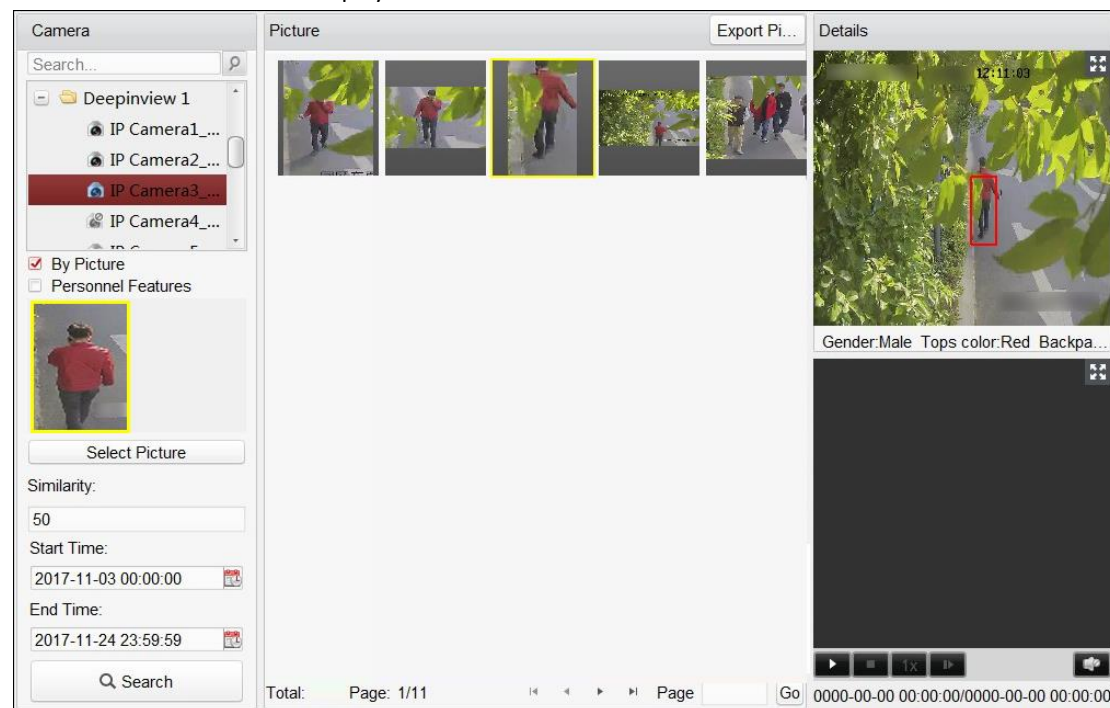 Camera
Search...
Deepinview 1
IP Camera1_...
IP Camera2_...
IP Camera3_...
IP Camera4_...
By Picture
Personnel Features
Select Picture
Similarity:
50
Start Time:
2017-11-03 00:00:00
End Time:
2017-11-24 23:59:59
Search
Picture
Export Pi...
Total:
Page: 1/11
Page
Go
Details
12:11:03
Gender:Male Tops color:Red Backpa...
1x
0000-00-00 00:00:00/0000-00-00 00:00:00